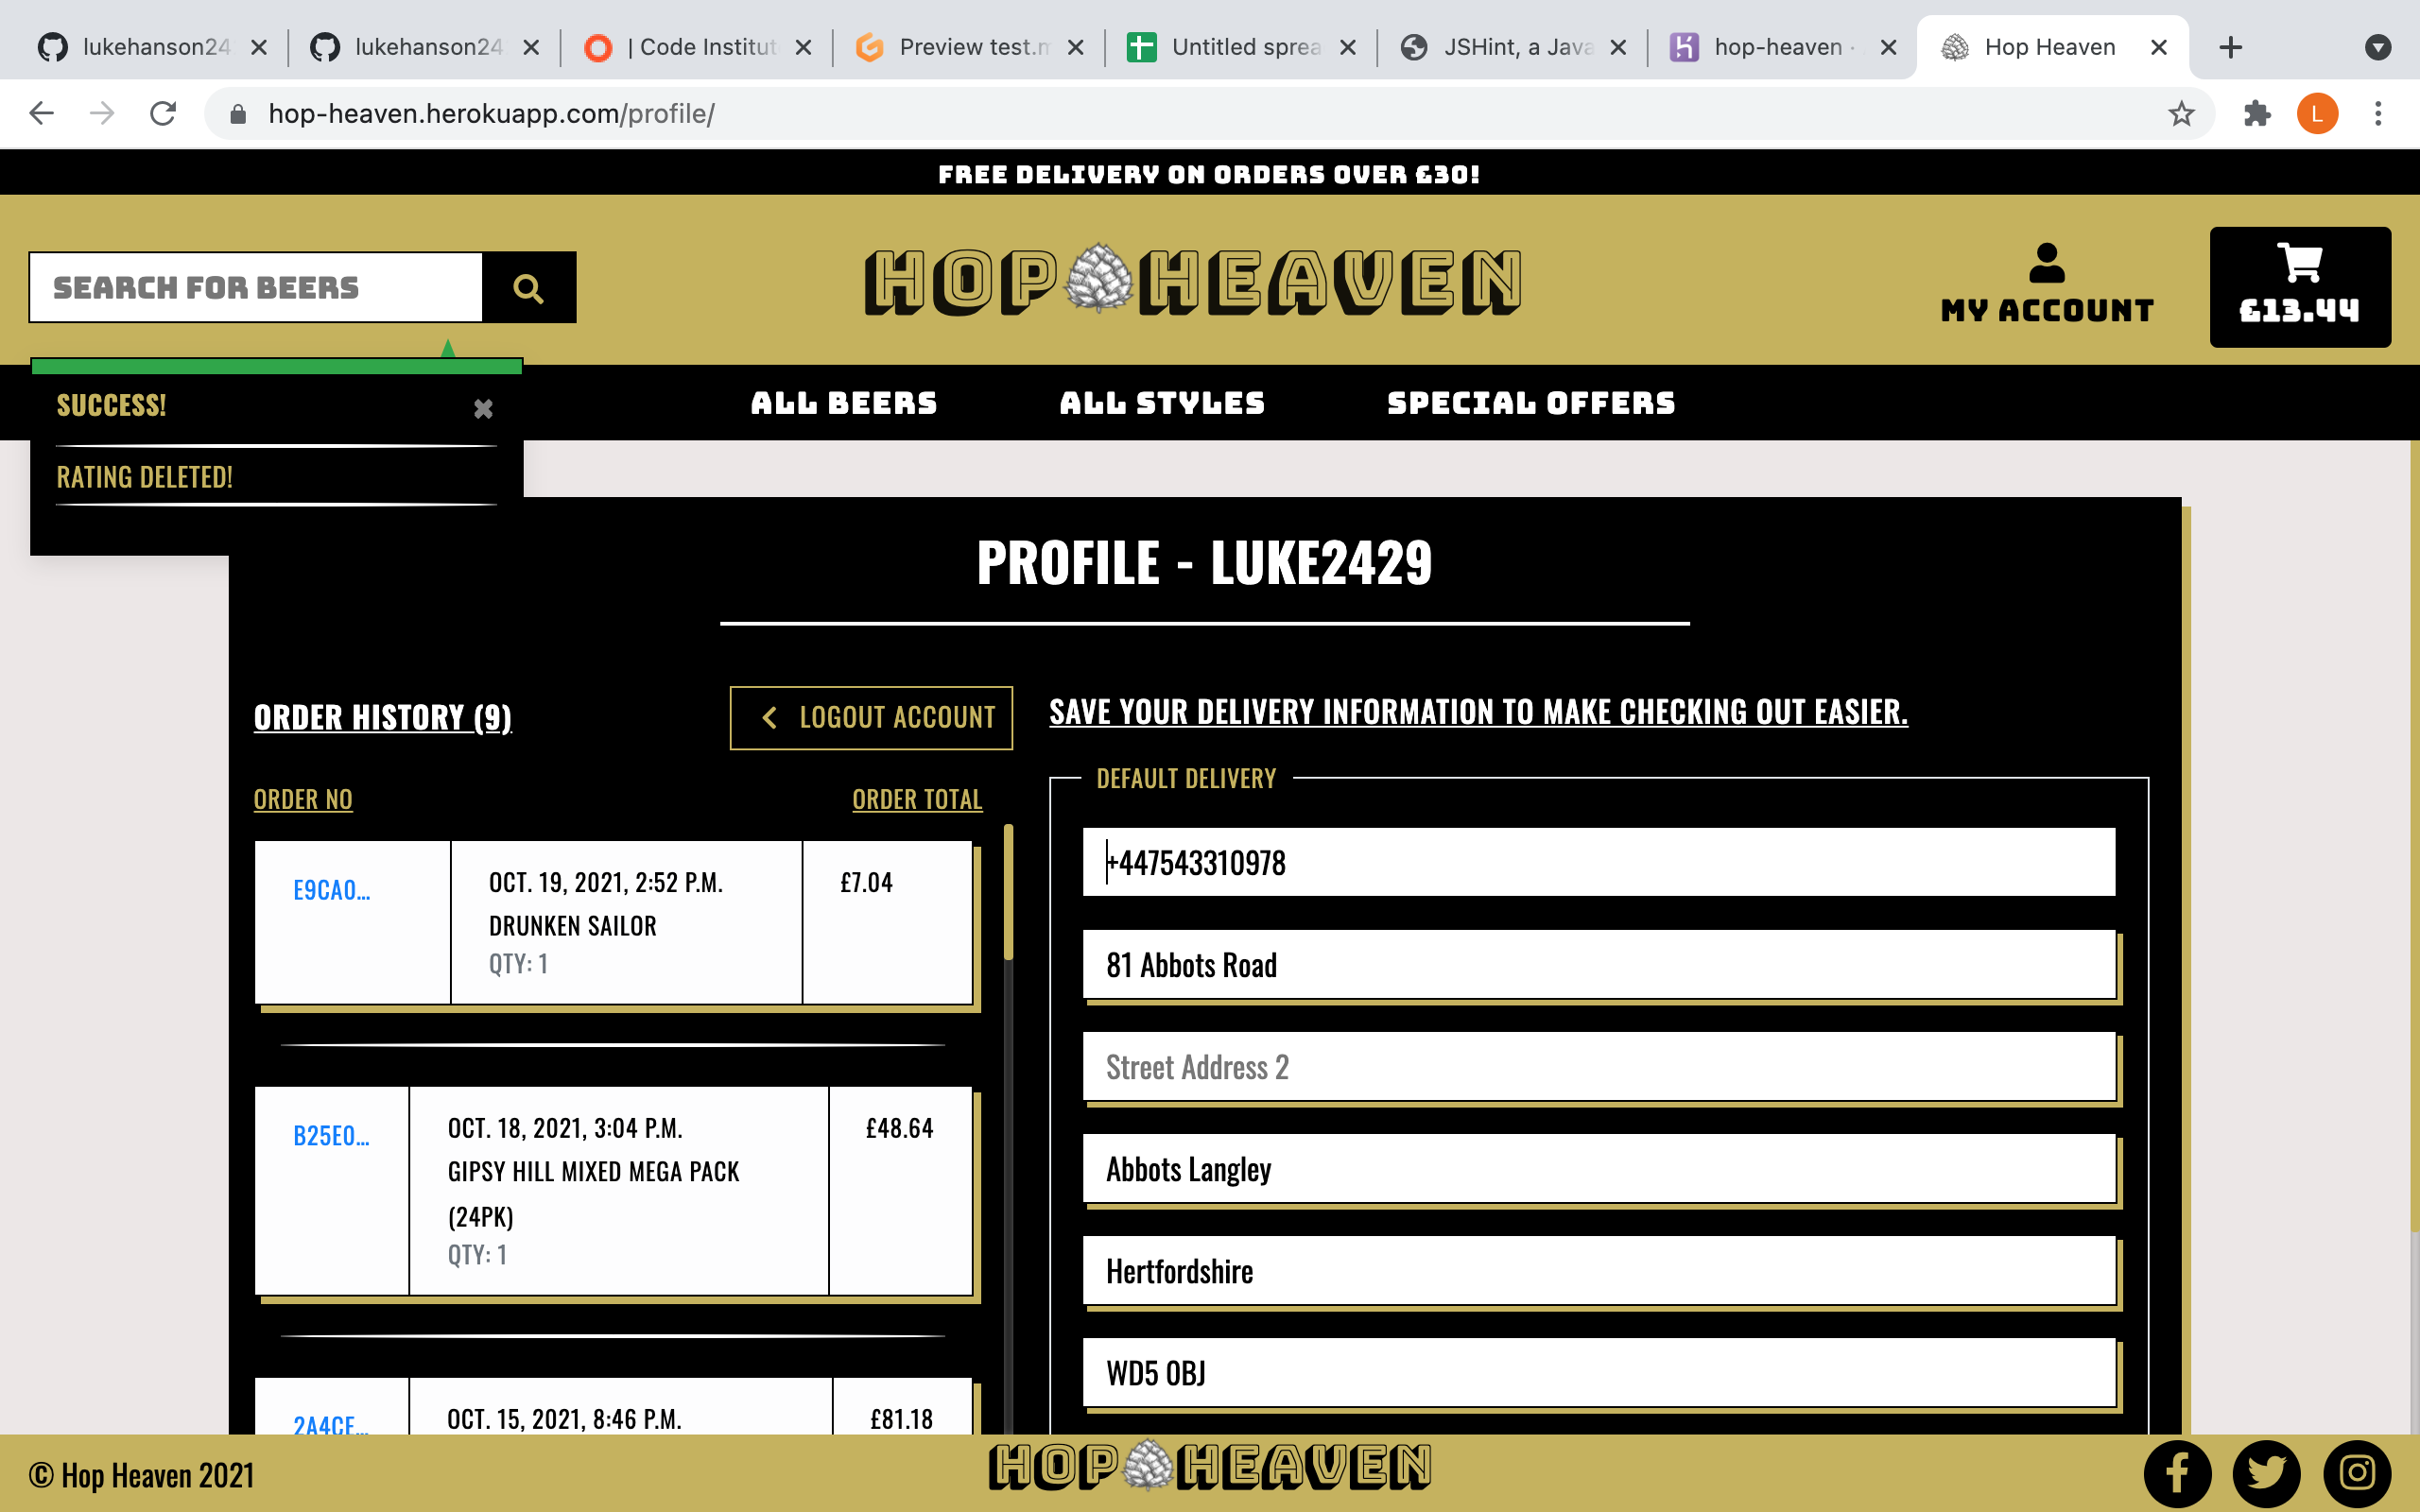 lukehanson24
lukehanson24
| Code Institut
Preview test.m
Untitled sprea
JSHint, a Java
hop-heaven ·
Hop Heaven
hop-heaven.herokuapp.com/profile/
L
FREE DELIVERY ON ORDERS OVER £30!
SEARCH FOR BEERS
HOP HEAVEN
MY ACCOUNT
£13.44
ALL BEERS
ALL STYLES
SPECIAL OFFERS
SUCCESS!
RATING DELETED!
PROFILE - LUKE2429
ORDER HISTORY (9)
LOGOUT ACCOUNT
ORDER NO
ORDER TOTAL
E9CA0...
OCT. 19, 2021, 2:52 P.M.
£7.04
DRUNKEN SAILOR
QTY: 1
B25E0...
OCT. 18, 2021, 3:04 P.M.
£48.64
GIPSY HILL MIXED MEGA PACK
(24PK)
QTY: 1
2A4CE...
OCT. 15, 2021, 8:46 P.M.
£81.18
SAVE YOUR DELIVERY INFORMATION TO MAKE CHECKING OUT EASIER.
DEFAULT DELIVERY
+447543310978
81 Abbots Road
Street Address 2
Abbots Langley
Hertfordshire
WD5 0BJ
© Hop Heaven 2021
HOP HEAVEN